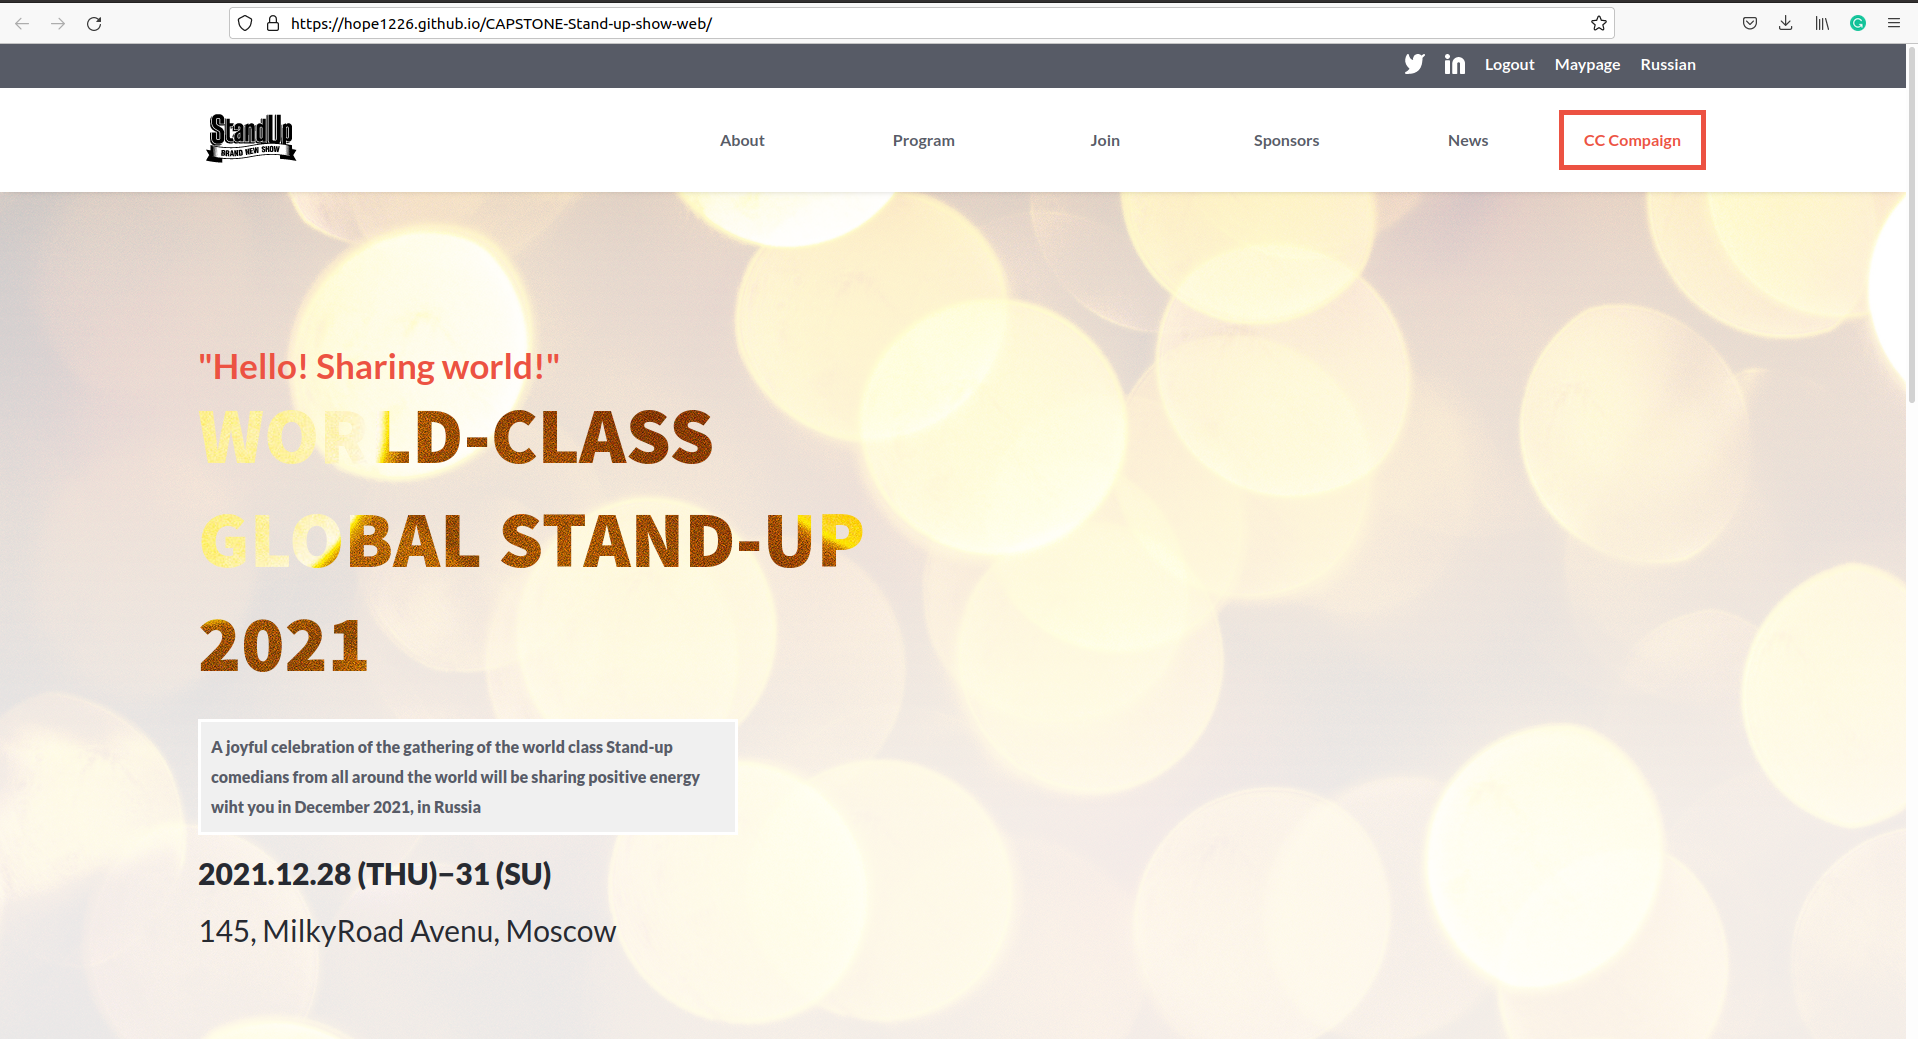 https://hope1226.github.io/CAPSTONE-Stand-up-show-web/
Logout Maypage Russian
StandUp
BRAND NEW SHOW
About Program Join Sponsors News CC Compaign
"Hello! Sharing world!"
WORLD-CLASS
GLOBAL STAND-UP
2021
A joyful celebration of the gathering of the world class Stand-up
comedians from all around the world will be sharing positive energy
wiht you in December 2021, in Russia
2021.12.28 (THU)–31 (SU)
145, MilkyRoad Avenu, Moscow